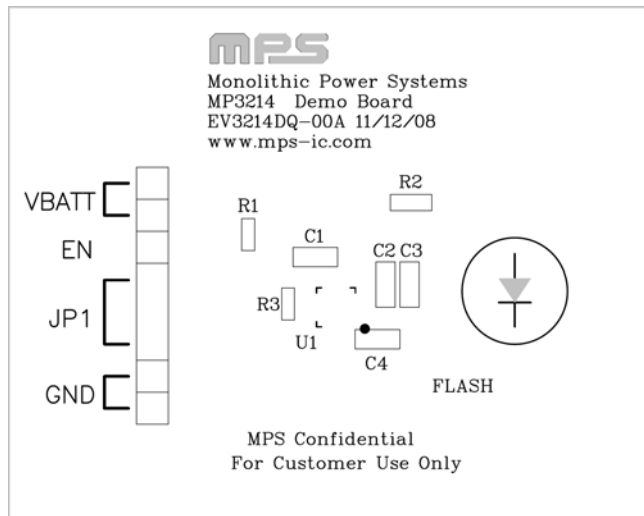 mps
Monolithic Power Systems
MP3214 Demo Board
EV3214DQ-00A 11/12/08
www.mps-ic.com
VBATT
EN
JP1
GND
R1
R2
C1
C2 C3
R3
U1
C4
FLASH
MPS Confidential
For Customer Use Only